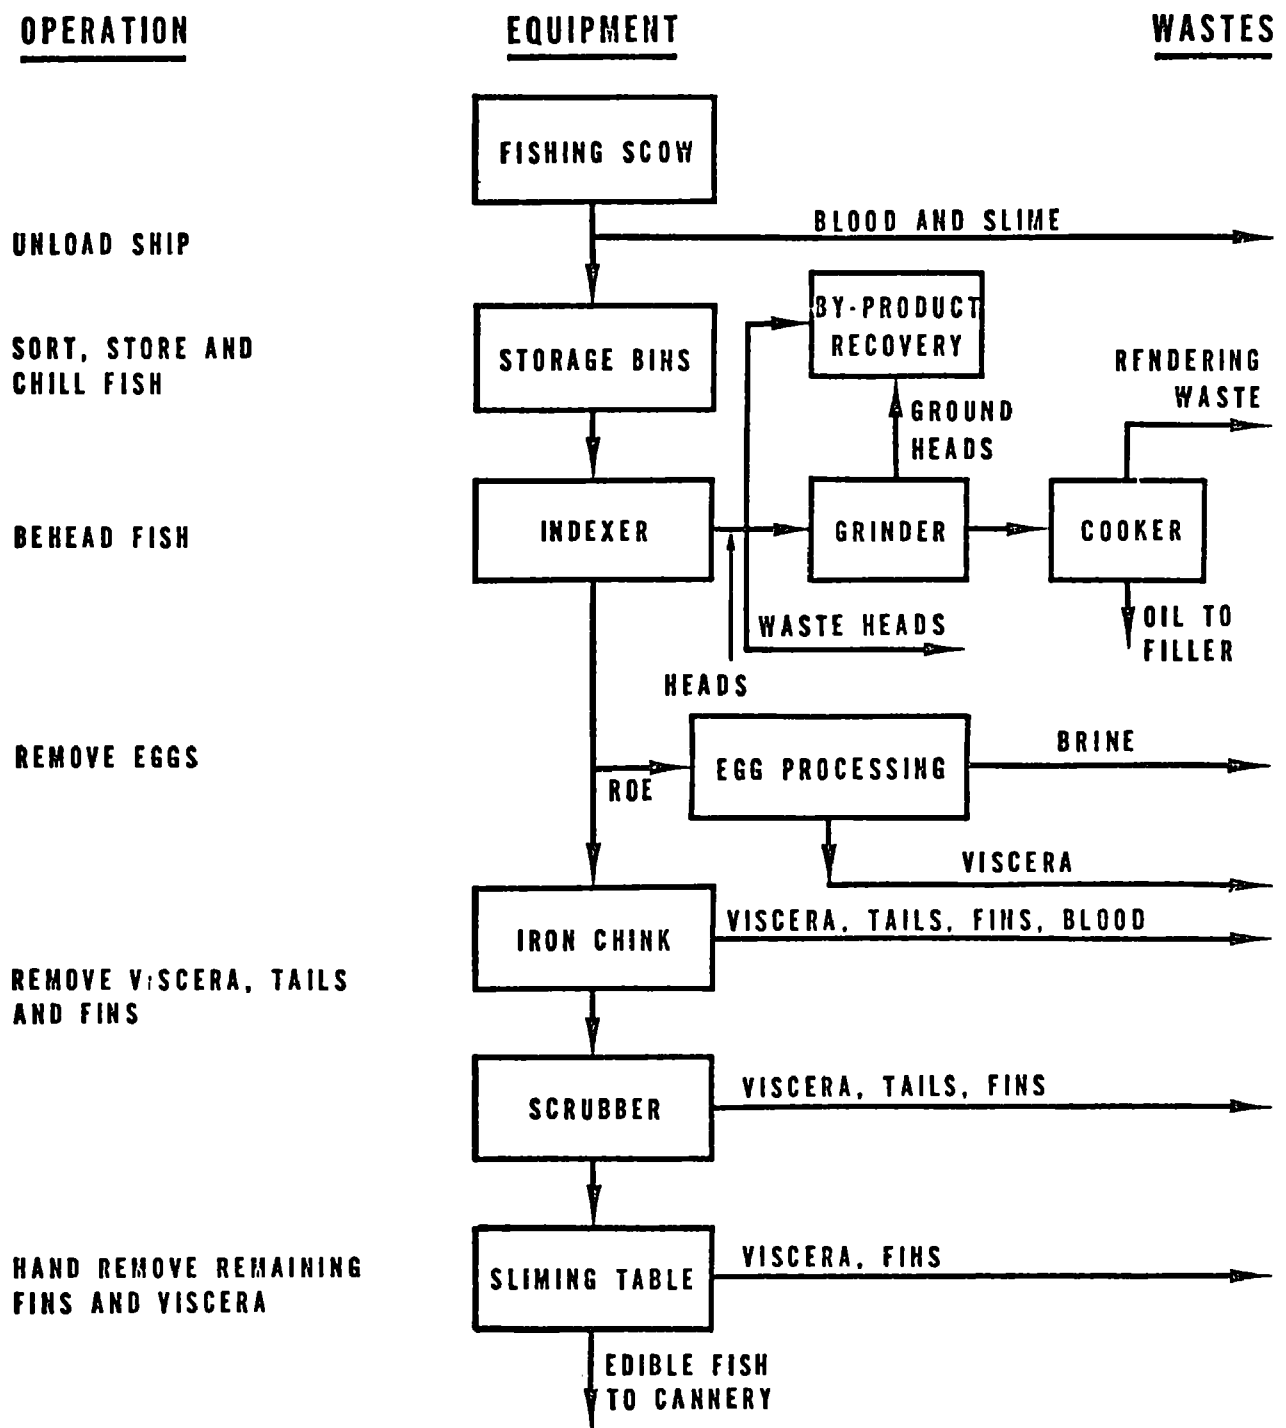 OPERATION
EQUIPMENT
WASTES
FISHING SCOW
UNLOAD SHIP
BLOOD AND SLIME
SORT, STORE AND
CHILL FISH
STORAGE BINS
BY-PRODUCT
RECOVERY
RENDERING
WASTE
GROUND
HEADS
BEHEAD FISH
INDEXER
GRINDER
COOKER
WASTE HEADS
OIL TO
FILLER
HEADS
REMOVE EGGS
ROE
EGG PROCESSING
BRINE
VISCERA
IRON CHINK
VISCERA, TAILS, FINS, BLOOD
REMOVE VISCERA, TAILS
AND FINS
SCRUBBER
VISCERA, TAILS, FINS
HAND REMOVE REMAINING
FINS AND VISCERA
SLIMING TABLE
VISCERA, FINS
EDIBLE FISH
TO CANNERY